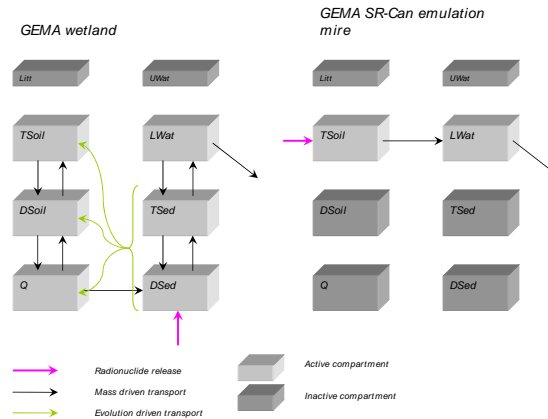 GEMA wetland
GEMA SR-Can emulation
mire
Litt
UWat
Litt
UWat
TSoil
LWat
TSoil
LWat
DSoil
TSed
DSoil
TSed
Q
DSed
Q
DSed
Radionuclide release
Mass driven transport
Evolution driven transport
Active compartment
Inactive compartment